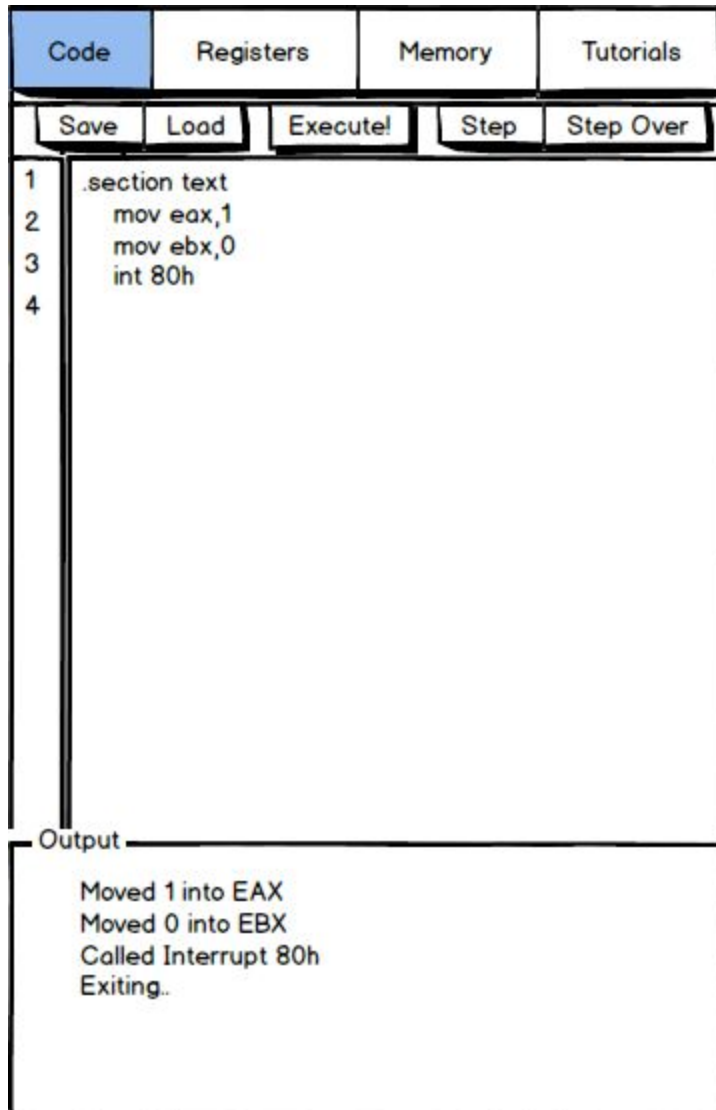 Code Registers Memory Tutorials
Save Load Execute! Step Step Over
1 .section text
2 mov eax,1
3 mov ebx,0
4 int 80h
Output
Moved 1 into EAX
Moved 0 into EBX
Called Interrupt 80h
Exiting..